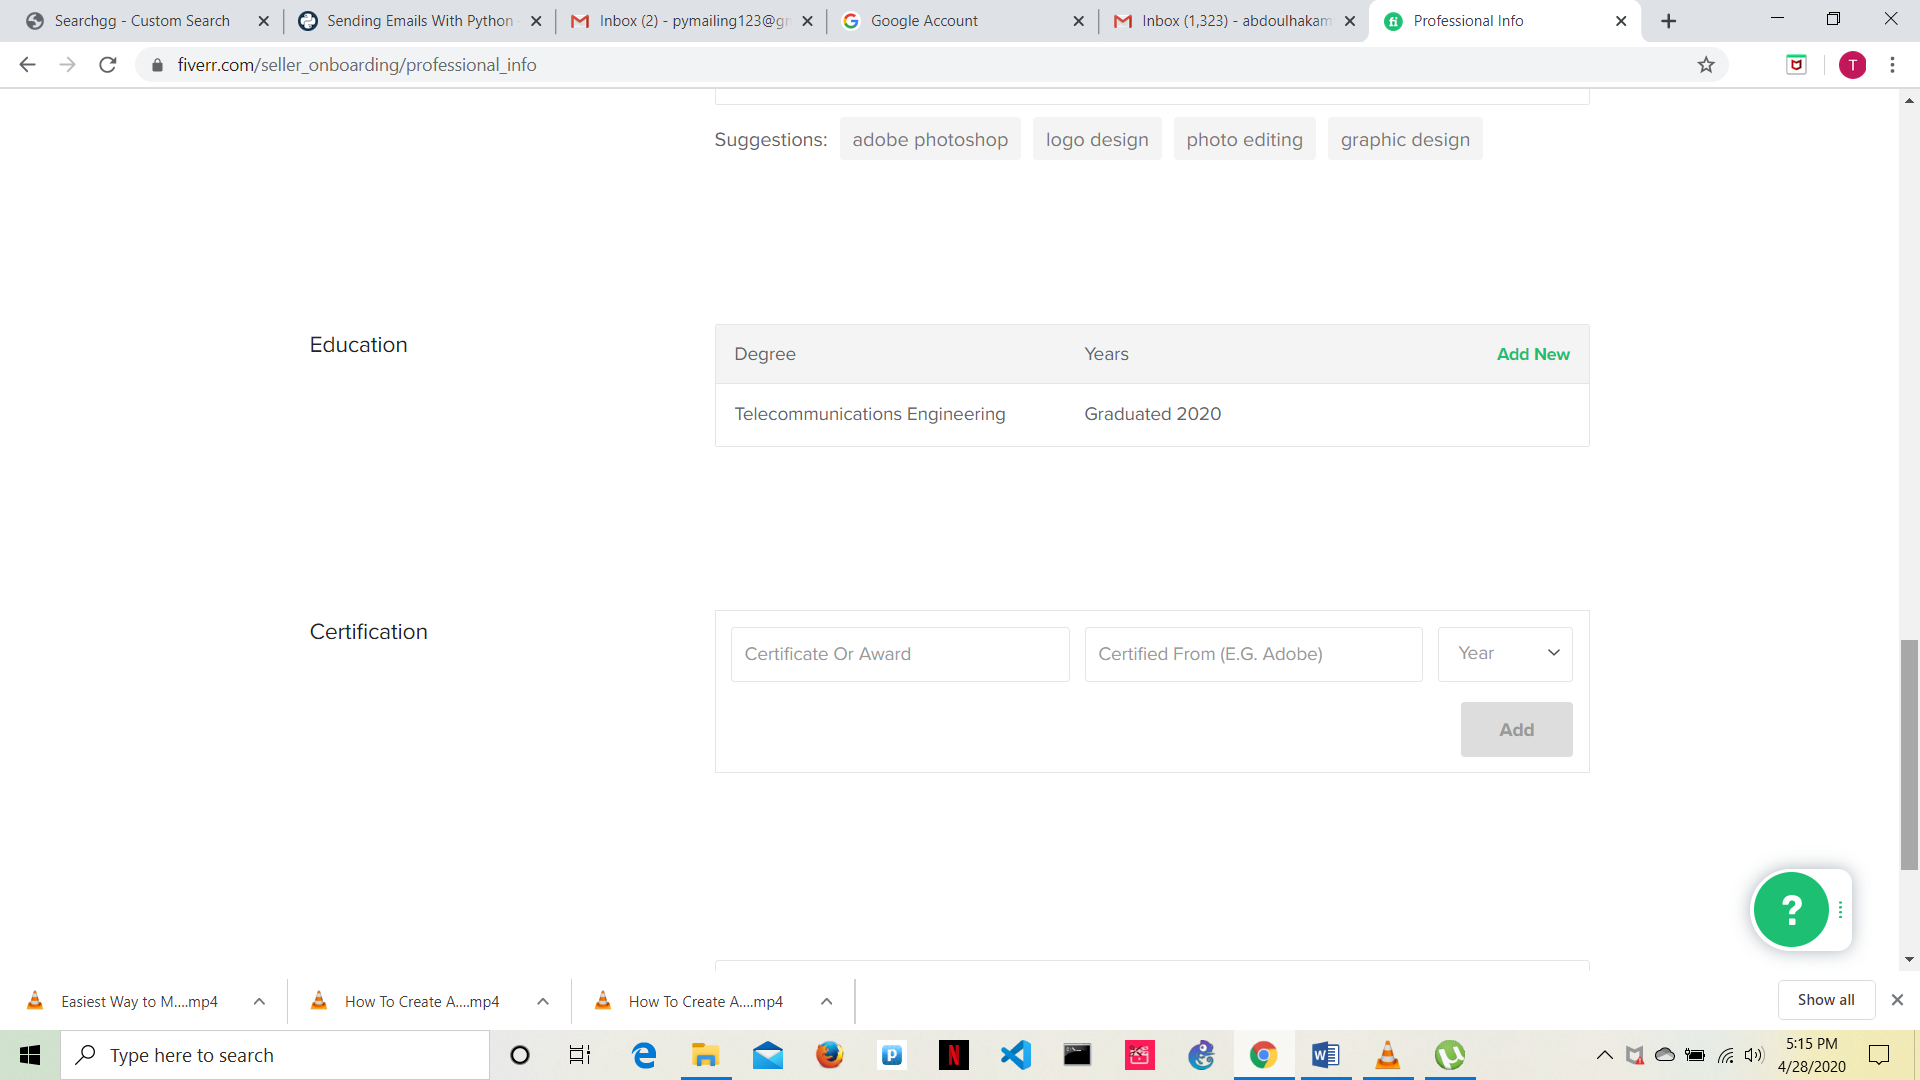 Searchgg - Custom Search
Sending Emails With Python
Inbox (2) - pymailing123@gm
Google Account
Inbox (1,323) - abdoulhakam
Professional Info
fiverr.com/seller_onboarding/professional_info
T
Suggestions: adobe photoshop logo design photo editing graphic design
Education
Degree Years Add New
Telecommunications Engineering Graduated 2020
Certification
Certificate Or Award Certified From (E.G. Adobe) Year
Add
?
Easiest Way to M....mp4 How To Create A....mp4 How To Create A....mp4 Show all
Type here to search
5:15 PM
4/28/2020